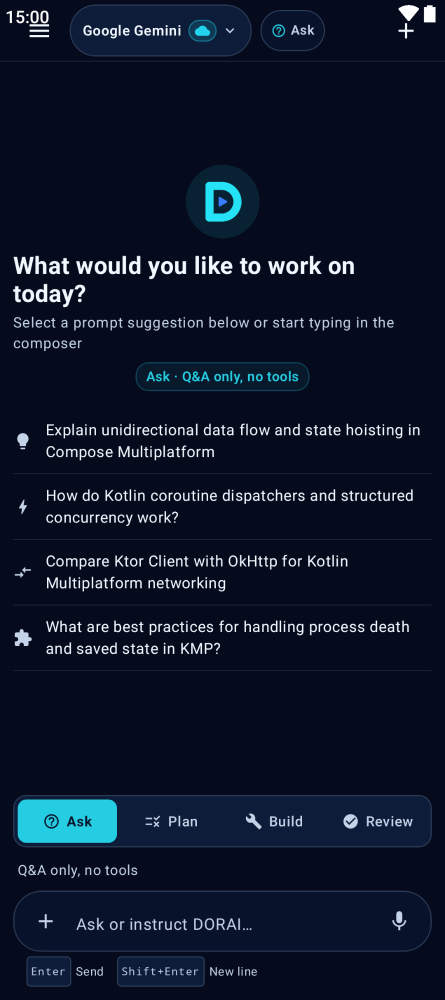 15:00
Google Gemini
Ask
What would you like to work on
today?
Select a prompt suggestion below or start typing in the
composer
Ask · Q&A only, no tools
Explain unidirectional data flow and state hoisting in
Compose Multiplatform
How do Kotlin coroutine dispatchers and structured
concurrency work?
Compare Ktor Client with OkHttp for Kotlin
Multiplatform networking
What are best practices for handling process death
and saved state in KMP?
Ask Plan Build Review
Q&A only, no tools
Ask or instruct DORAI…
Enter Send Shift+Enter New line